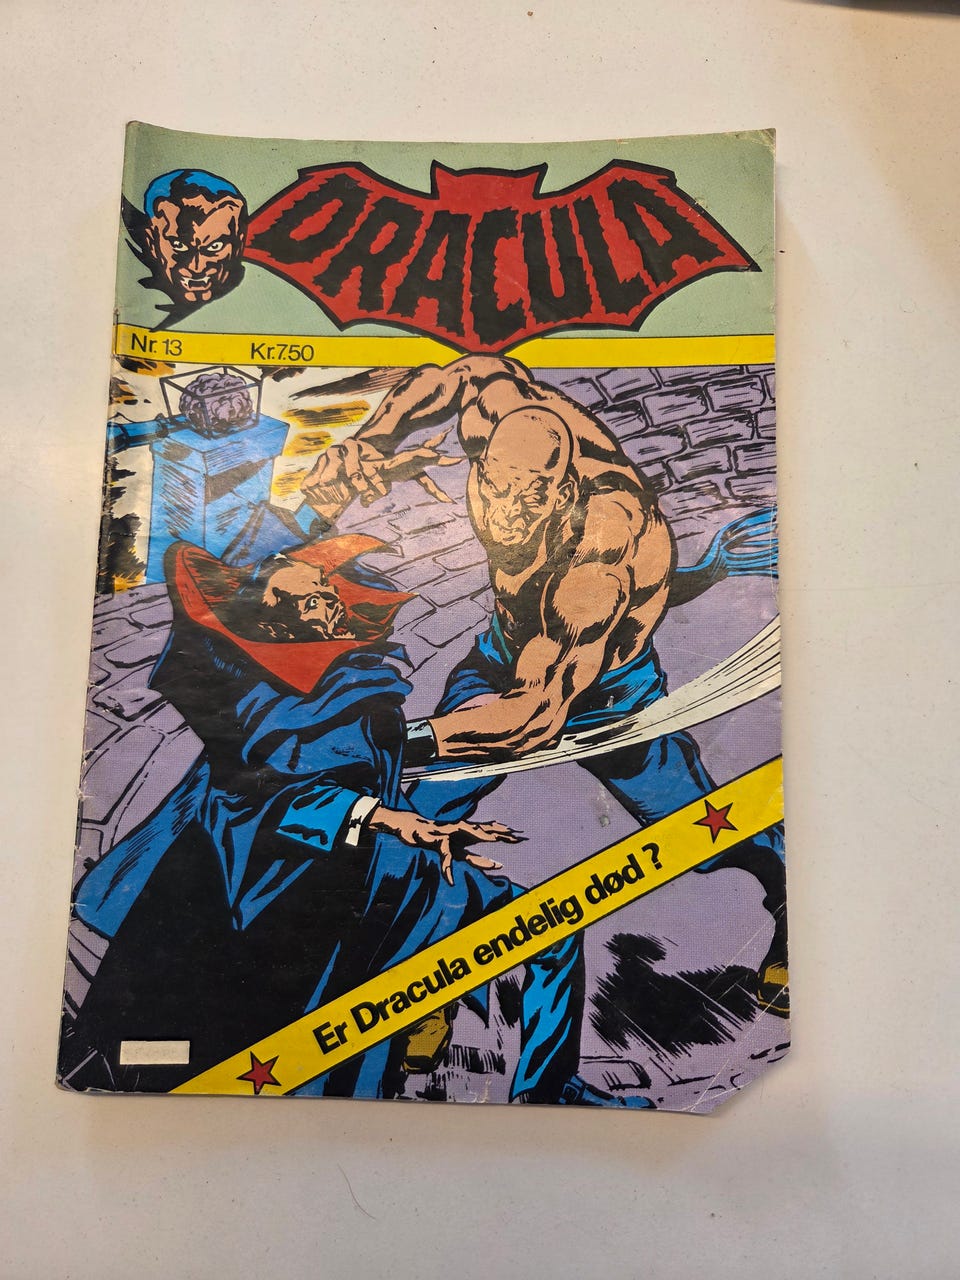 DRACULA
Nr. 13 Kr.7.50
Er Dracula endelig død ?